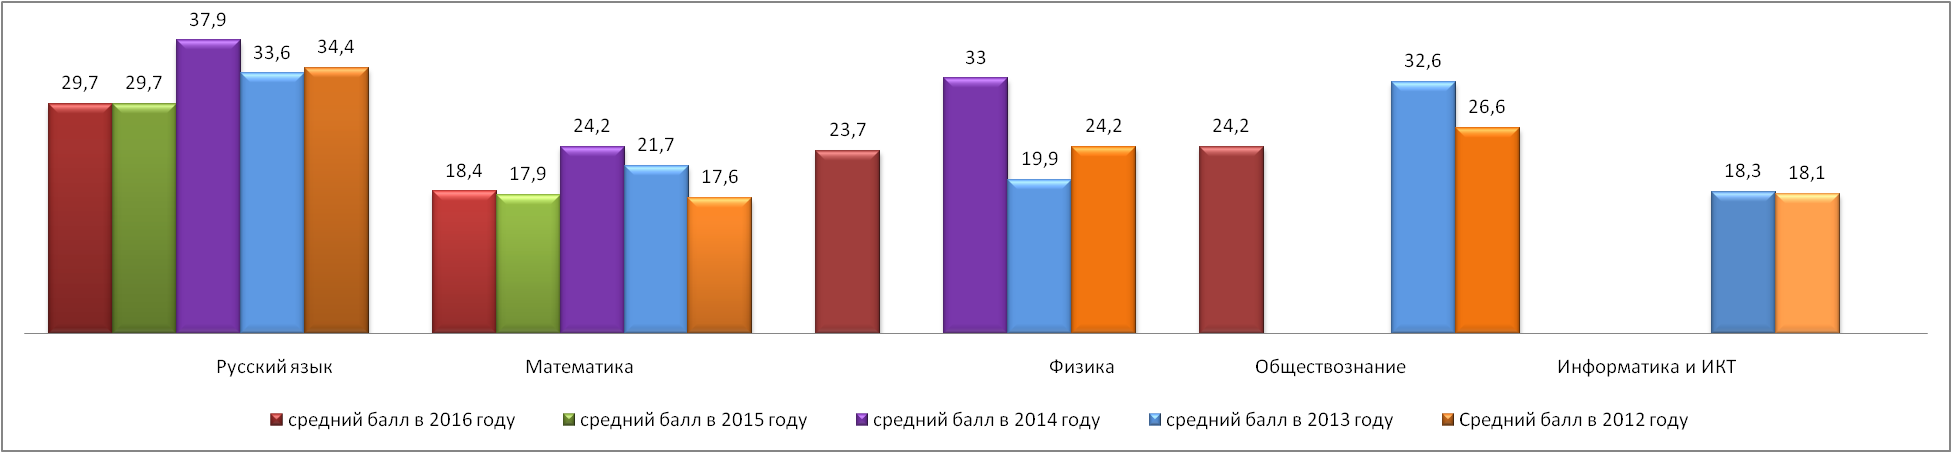 37,9
29,7 29,7 33,6 34,4
18,4 17,9 24,2 21,7 17,6
23,7 33 19,9 24,2
24,2 32,6 26,6
18,3 18,1
Русский язык Математика Физика Обществознание Информатика и ИКТ
средний балл в 2016 году средний балл в 2015 году средний балл в 2014 году средний балл в 2013 году Средний балл в 2012 году